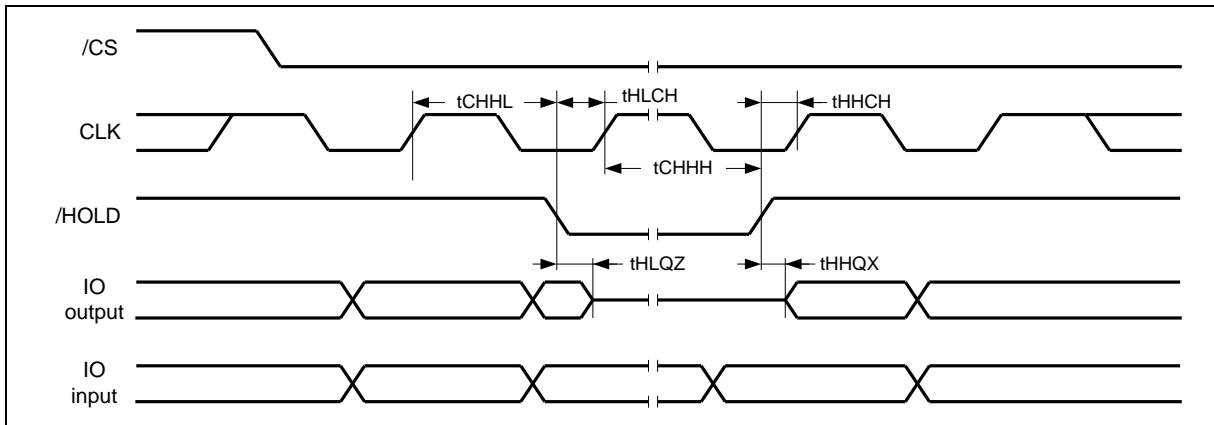 /CS
tCHHL
tHLCH
tHHCH
CLK
tCHHH
/HOLD
tHLQZ
tHHQX
IO
output
IO
input